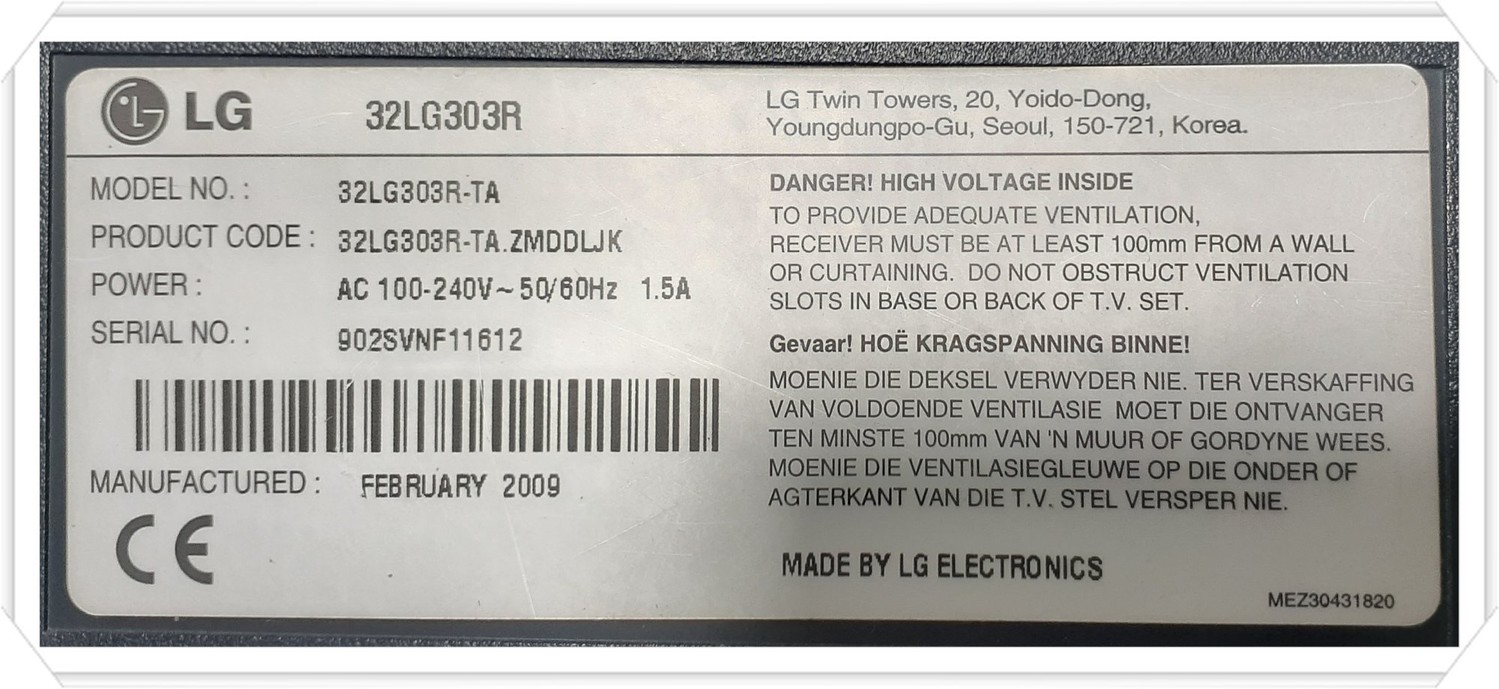 LG 32LG303R
LG Twin Towers, 20, Yoido-Dong,
Youngdungpo-Gu, Seoul, 150-721, Korea.
MODEL NO. : 32LG303R-TA
PRODUCT CODE : 32LG303R-TA.ZMDDLJK
POWER : AC 100-240V~50/60Hz 1.5A
SERIAL NO. : 902SVNF11612
MANUFACTURED : FEBRUARY 2009
CE
DANGER! HIGH VOLTAGE INSIDE
TO PROVIDE ADEQUATE VENTILATION,
RECEIVER MUST BE AT LEAST 100mm FROM A WALL
OR CURTAINING. DO NOT OBSTRUCT VENTILATION
SLOTS IN BASE OR BACK OF T.V. SET.
Gevaar! HOË KRAGSPANNING BINNE!
MOENIE DIE DEKSEL VERWYDER NIE. TER VERSKAFFING
VAN VOLDOENDE VENTILASIE MOET DIE ONTVANGER
TEN MINSTE 100mm VAN 'N MUUR OF GORDYNE WEES.
MOENIE DIE VENTILASIEGLEUWE OP DIE ONDER OF
AGTERKANT VAN DIE T.V. STEL VERSPER NIE.
MADE BY LG ELECTRONICS
MEZ30431820